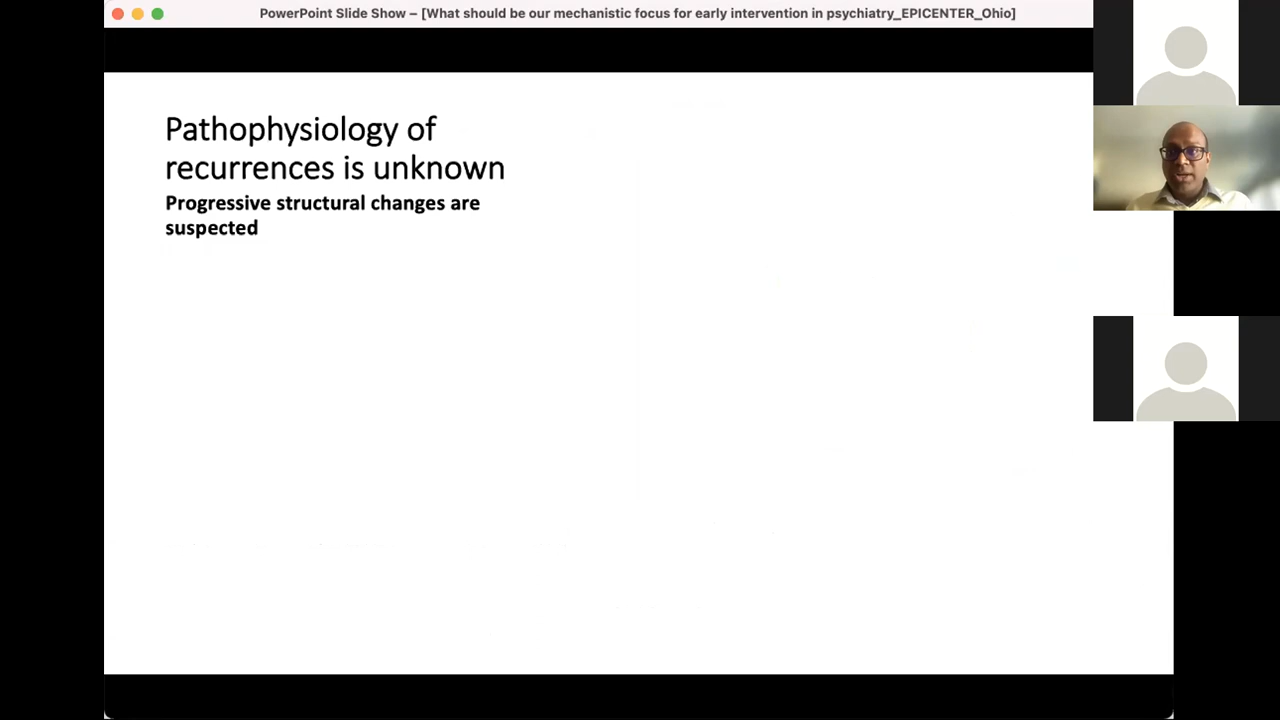 PowerPoint Slide Show – [What should be our mechanistic focus for early intervention in psychiatry_EPICENTER_Ohio]
Pathophysiology of
recurrences is unknown
Progressive structural changes are
suspected